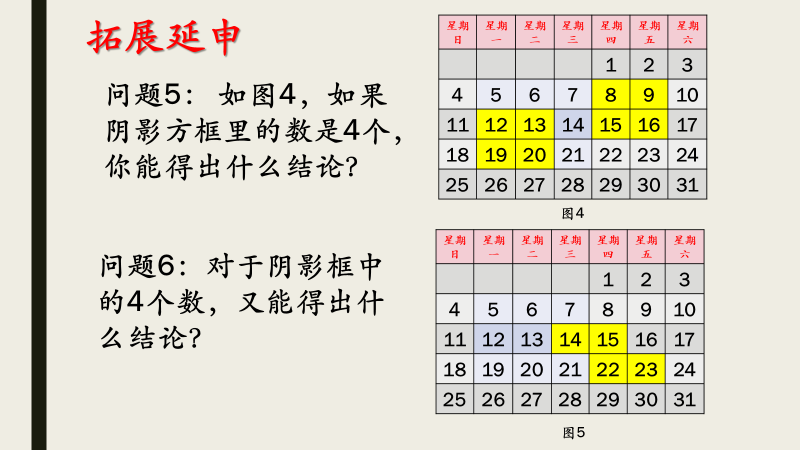 拓展延申
问题5： 如图4，如果
阴影方框里的数是4个，
你能得出什么结论？
星期日 星期一 星期二 星期三 星期四 星期五 星期六
1 2 3
4 5 6 7 8 9 10
11 12 13 14 15 16 17
18 19 20 21 22 23 24
25 26 27 28 29 30 31
图4
问题6：对于阴影框中
的4个数，又能得出什
么结论？
星期日 星期一 星期二 星期三 星期四 星期五 星期六
1 2 3
4 5 6 7 8 9 10
11 12 13 14 15 16 17
18 19 20 21 22 23 24
25 26 27 28 29 30 31
图5